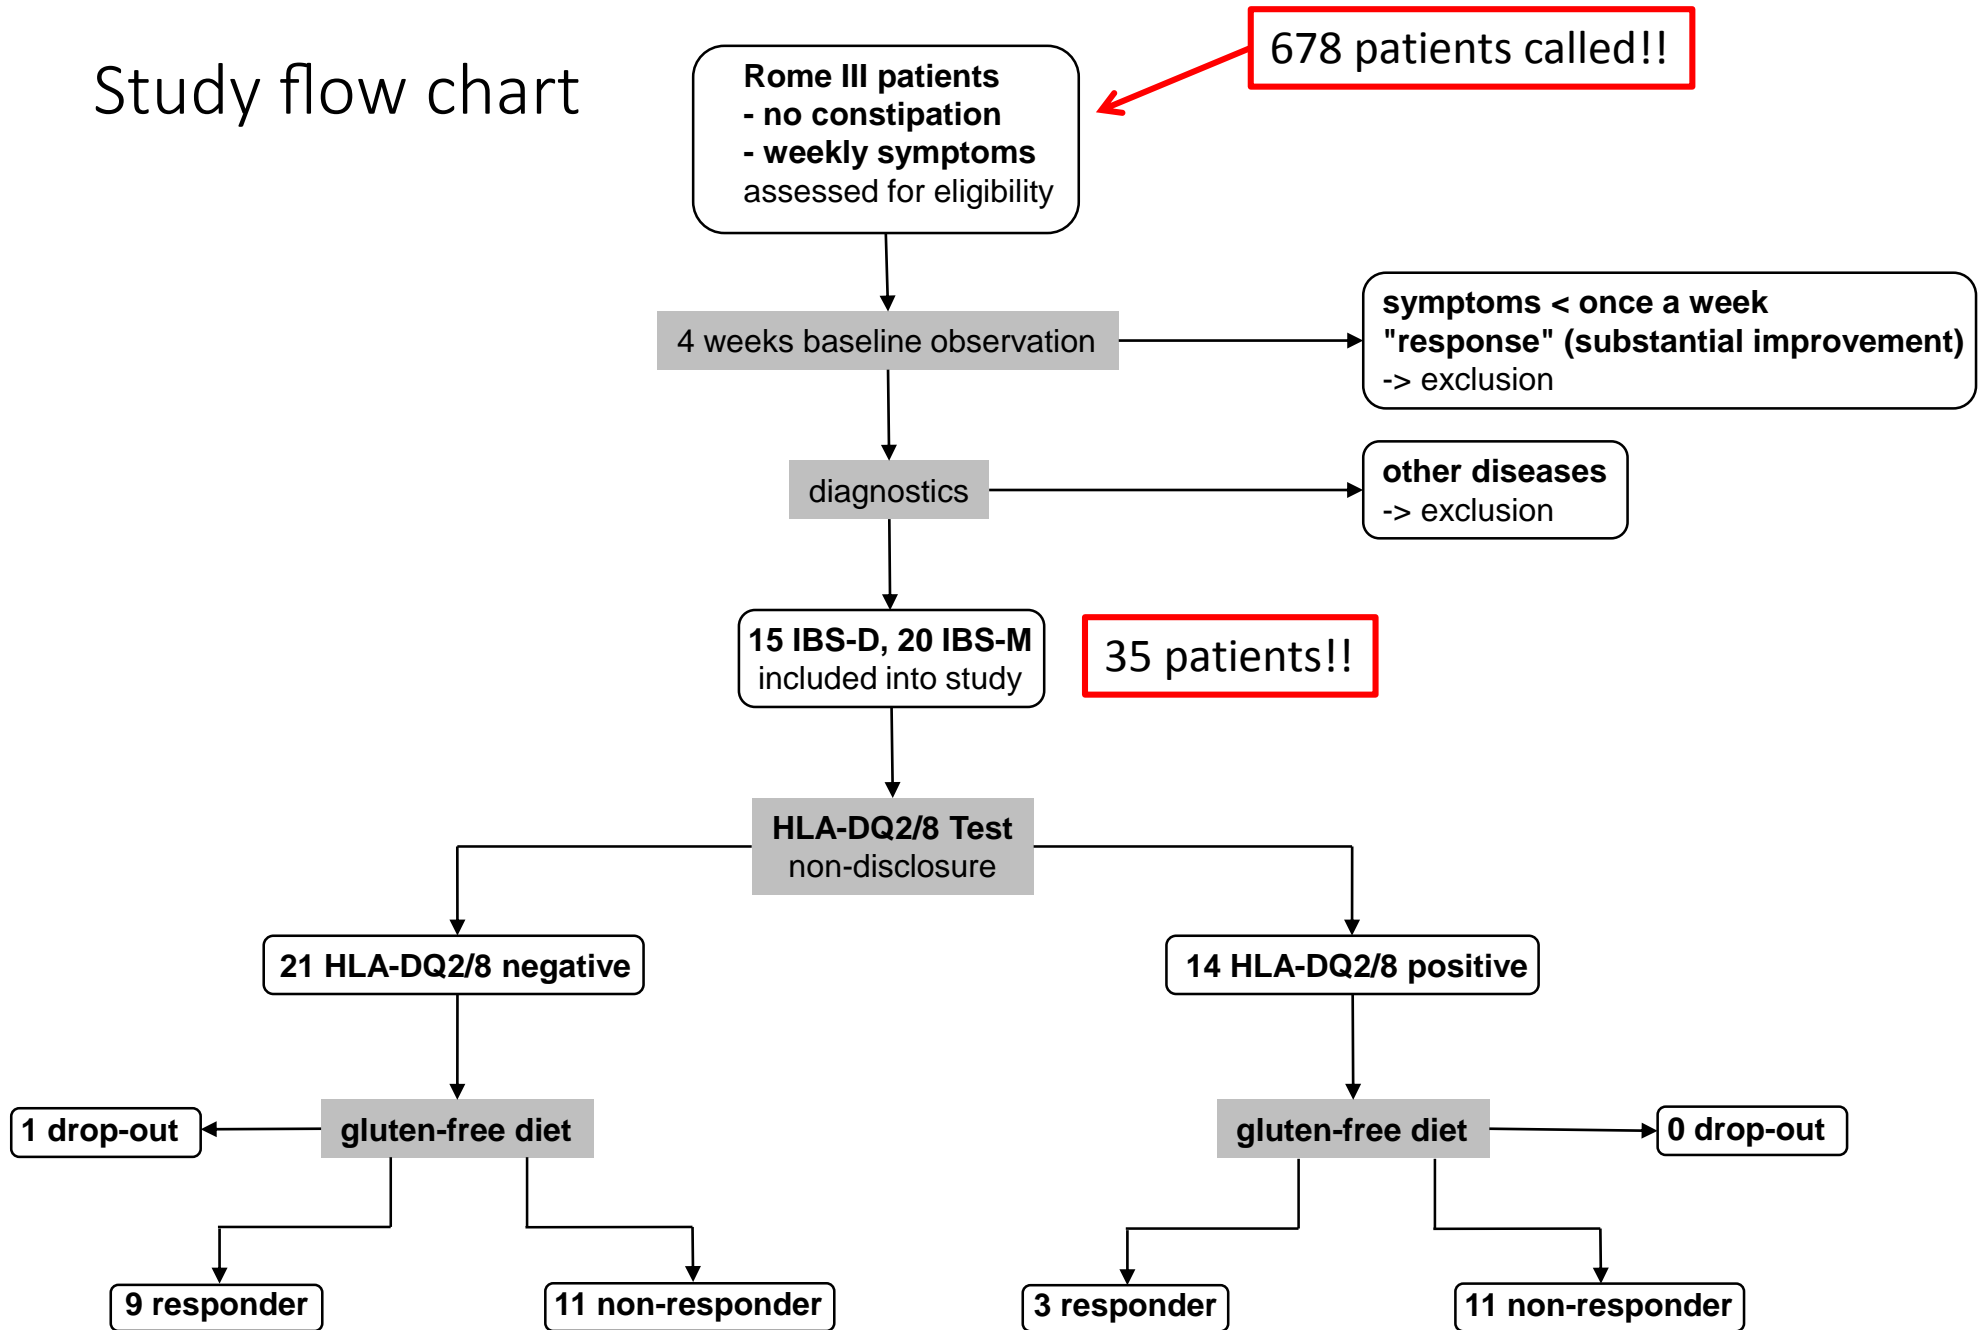 Study flow chart
678 patients called!!
Rome III patients
- no constipation
- weekly symptoms
assessed for eligibility
4 weeks baseline observation
symptoms < once a week
"response" (substantial improvement)
-> exclusion
diagnostics
other diseases
-> exclusion
15 IBS-D, 20 IBS-M
included into study
35 patients!!
HLA-DQ2/8 Test
non-disclosure
21 HLA-DQ2/8 negative
14 HLA-DQ2/8 positive
1 drop-out
gluten-free diet
gluten-free diet
0 drop-out
9 responder
11 non-responder
3 responder
11 non-responder